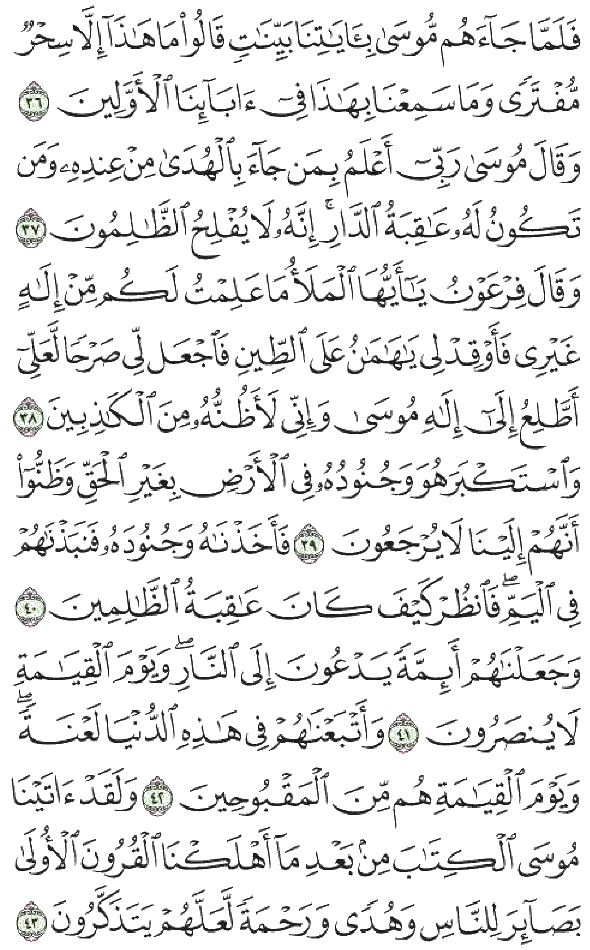 فَلَمَّا جَآءَهُم مُّوسَىٰ بِـَٔايَـٰتِنَا بَيِّنَـٰتٍ قَالُوا۟ مَا هَـٰذَآ إِلَّا سِحْرٌ
مُّفْتَرًى وَمَا سَمِعْنَا بِهَـٰذَا فِىٓ ءَابَآئِنَا ٱلْأَوَّلِينَ ٣٦
وَقَالَ مُوسَىٰ رَبِّىٓ أَعْلَمُ بِمَن جَآءَ بِٱلْهُدَىٰ مِنْ عِندِهِۦ وَمَن
تَكُونُ لَهُۥ عَـٰقِبَةُ ٱلدَّارِ ۚ إِنَّهُۥ لَا يُفْلِحُ ٱلظَّـٰلِمُونَ ٣٧
وَقَالَ فِرْعَوْنُ يَـٰٓأَيُّهَا ٱلْمَلَأُ مَا عَلِمْتُ لَكُم مِّنْ إِلَـٰهٍ
غَيْرِى فَأَوْقِدْ لِى يَـٰهَـٰمَـٰنُ عَلَى ٱلطِّينِ فَٱجْعَل لِّى صَرْحًا لَّعَلِّىٓ
أَطَّلِعُ إِلَىٰٓ إِلَـٰهِ مُوسَىٰ وَإِنِّى لَأَظُنُّهُۥ مِنَ ٱلْكَـٰذِبِينَ ٣٨
وَٱسْتَكْبَرَ هُوَ وَجُنُودُهُۥ فِى ٱلْأَرْضِ بِغَيْرِ ٱلْحَقِّ وَظَنُّوٓا۟
أَنَّهُمْ إِلَيْنَا لَا يُرْجَعُونَ ٣٩ فَأَخَذْنَـٰهُ وَجُنُودَهُۥ فَنَبَذْنَـٰهُمْ
فِى ٱلْيَمِّ ۖ فَٱنظُرْ كَيْفَ كَانَ عَـٰقِبَةُ ٱلظَّـٰلِمِينَ ٤٠
وَجَعَلْنَـٰهُمْ أَئِمَّةً يَدْعُونَ إِلَى ٱلنَّارِ ۖ وَيَوْمَ ٱلْقِيَـٰمَةِ
لَا يُنصَرُونَ ٤١ وَأَتْبَعْنَـٰهُمْ فِى هَـٰذِهِ ٱلدُّنْيَا لَعْنَةً ۖ
وَيَوْمَ ٱلْقِيَـٰمَةِ هُم مِّنَ ٱلْمَقْبُوحِينَ ٤٢ وَلَقَدْ ءَاتَيْنَا
مُوسَى ٱلْكِتَـٰبَ مِنۢ بَعْدِ مَآ أَهْلَكْنَا ٱلْقُرُونَ ٱلْأُولَىٰ
بَصَآئِرَ لِلنَّاسِ وَهُدًى وَرَحْمَةً لَّعَلَّهُمْ يَتَذَكَّرُونَ ٤٣